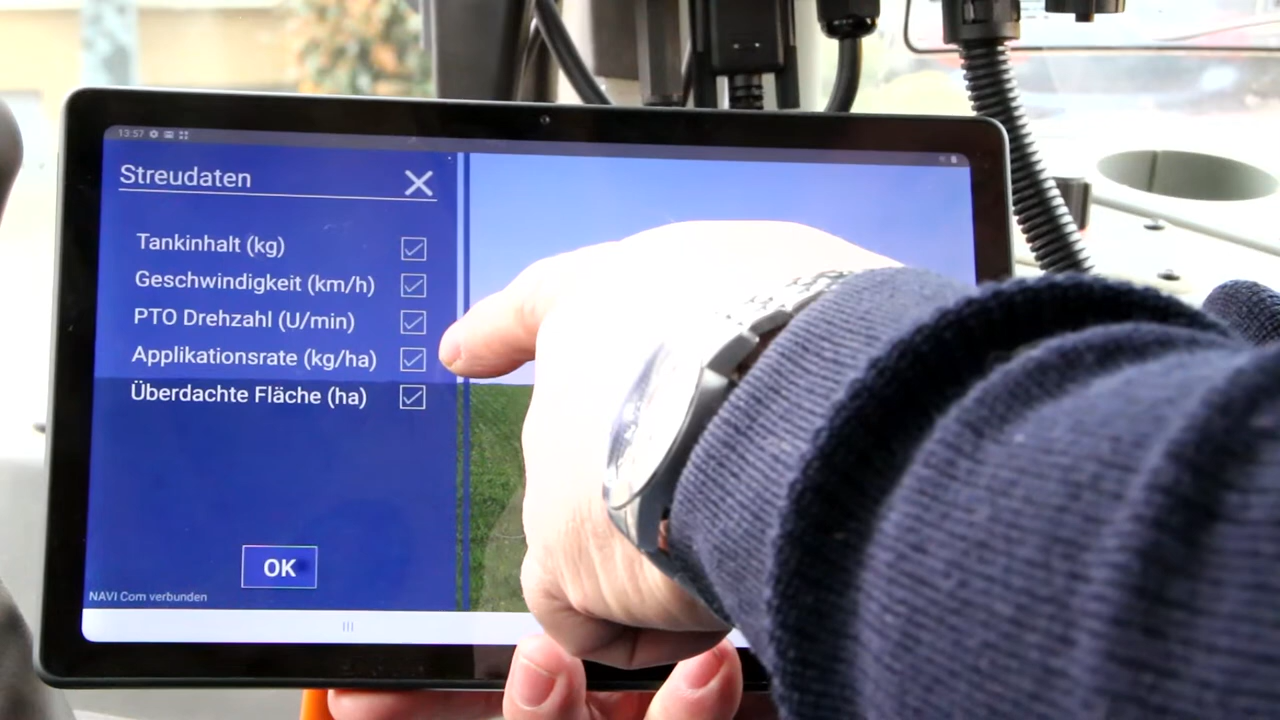 13:57
Streudaten
Tankinhalt (kg)
Geschwindigkeit (km/h)
PTO Drehzahl (U/min)
Applikationsrate (kg/ha)
Überdachte Fläche (ha)
OK
NAVI Com verbunden